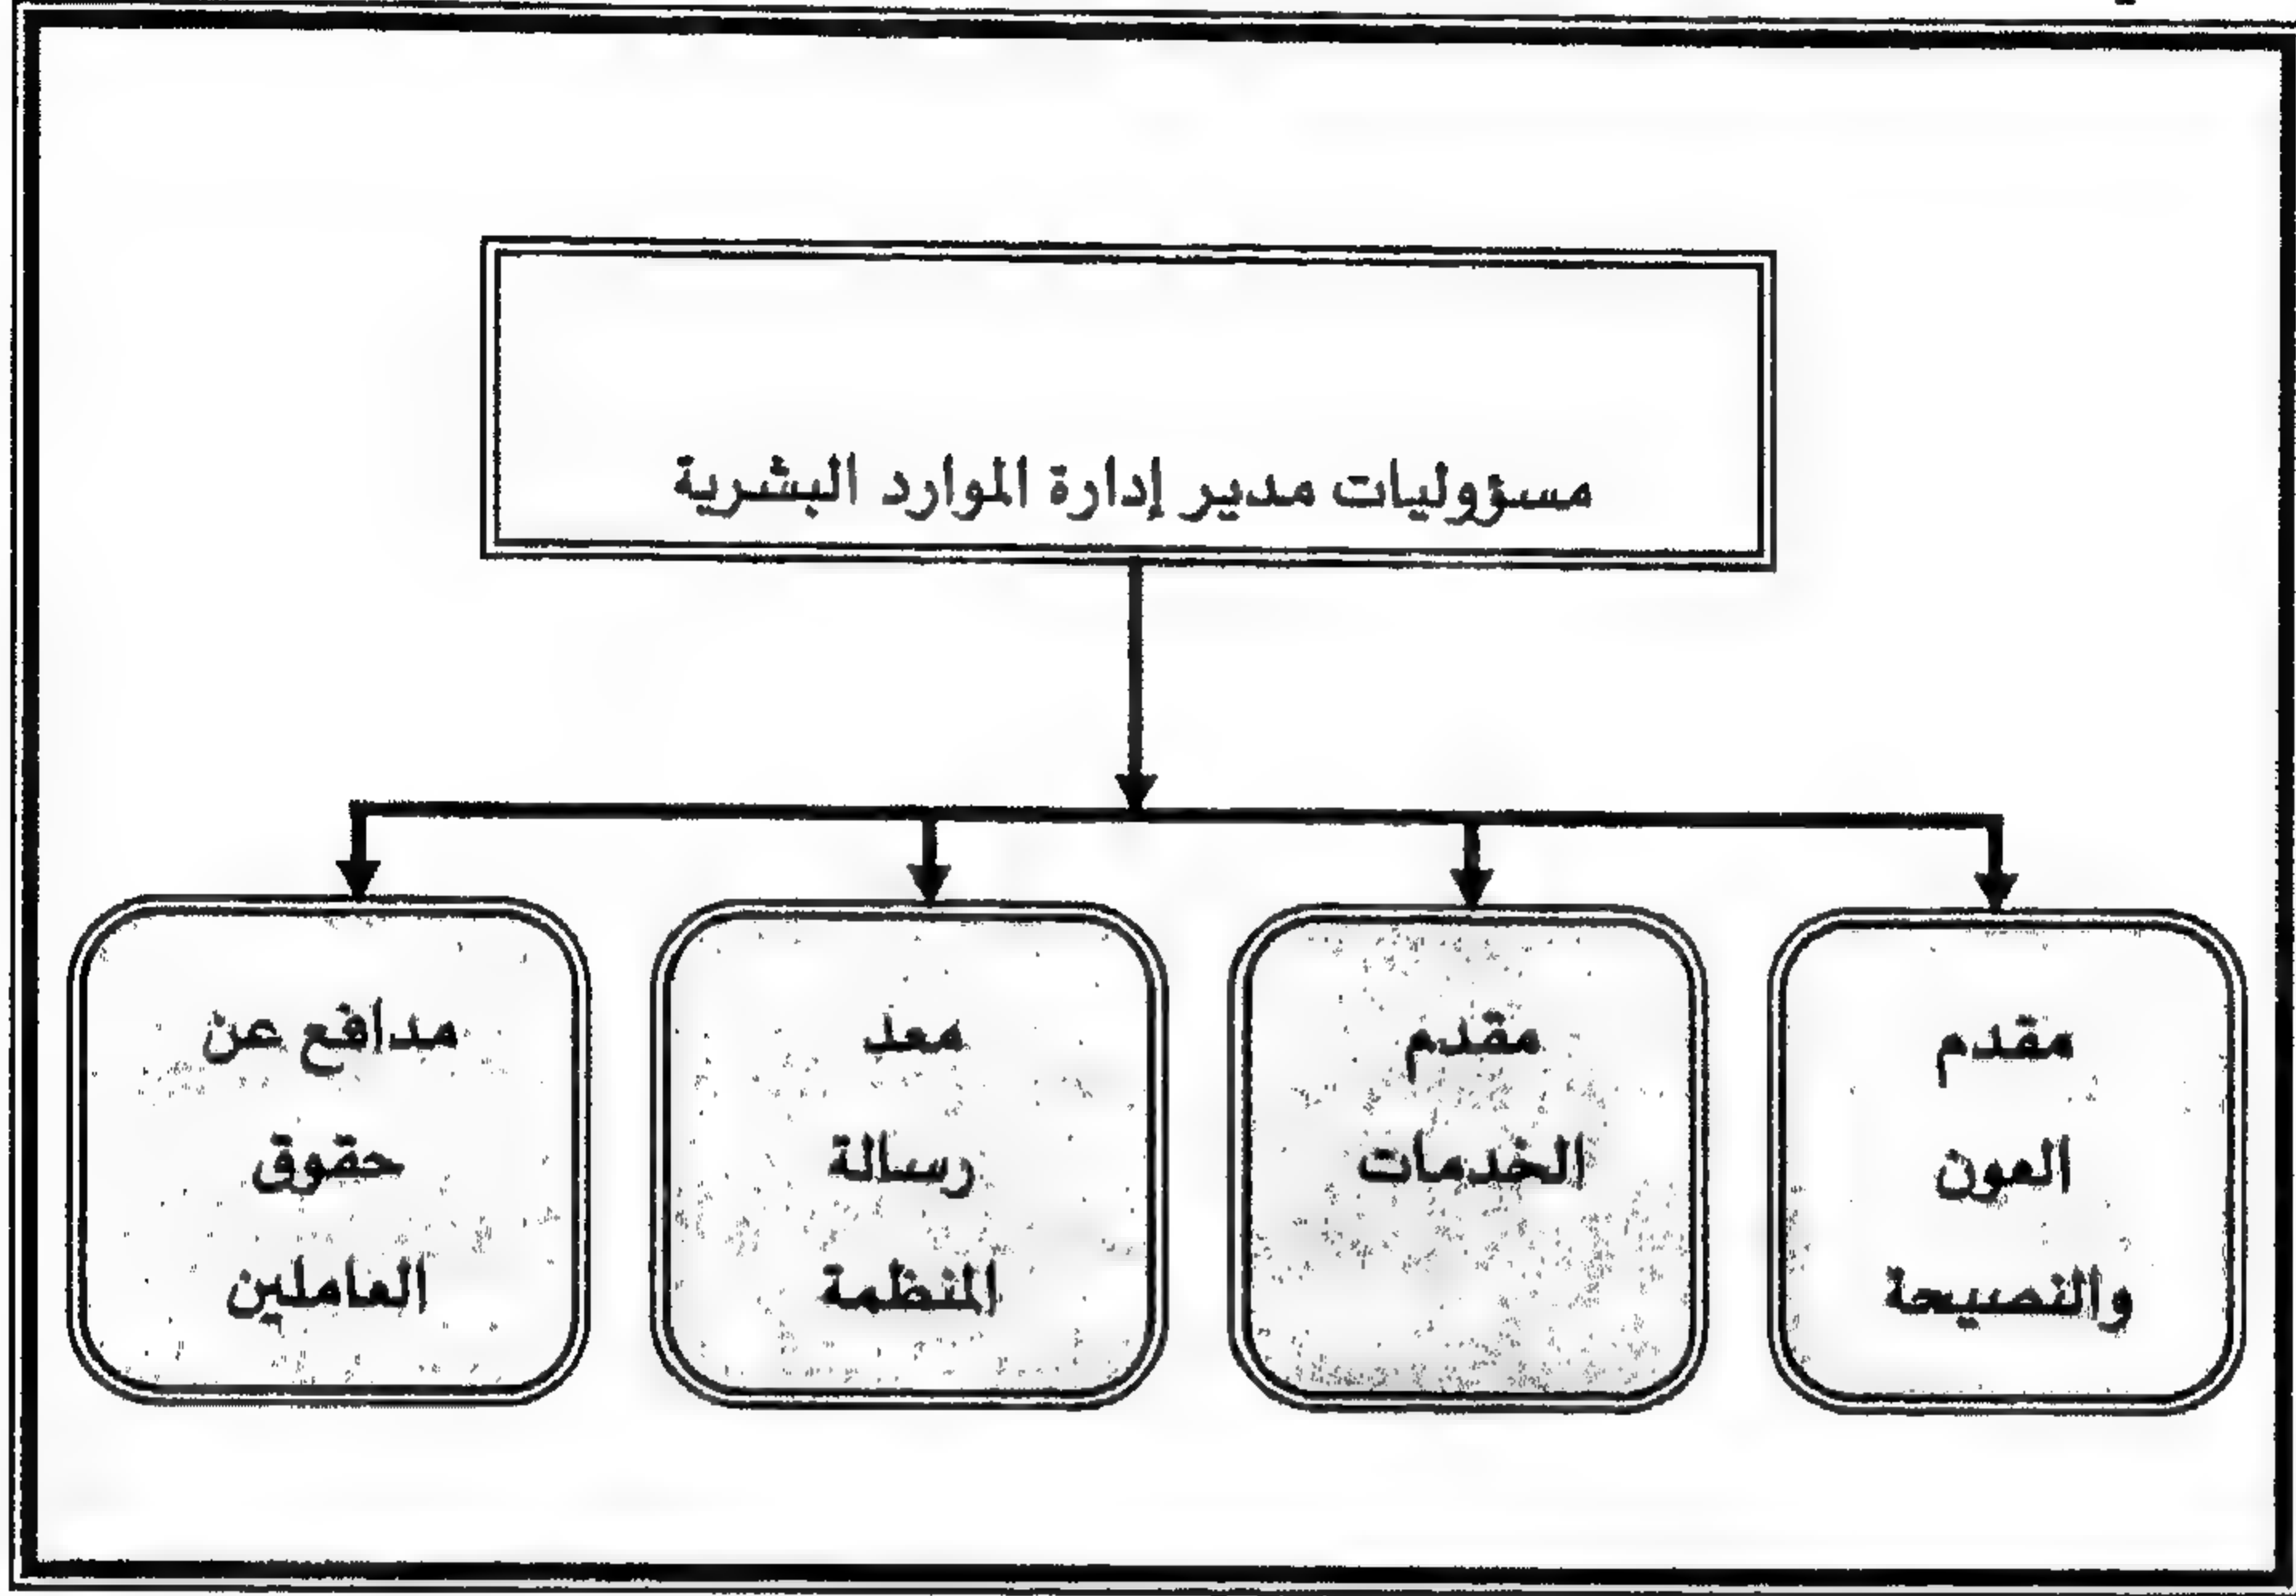 مسؤوليات مدير إدارة الموارد البشرية
مقدم
العون
والنصيحة
مقدم
الخدمات
معد
رسالة
المنظمة
مدافع عن
حقوق
العاملين